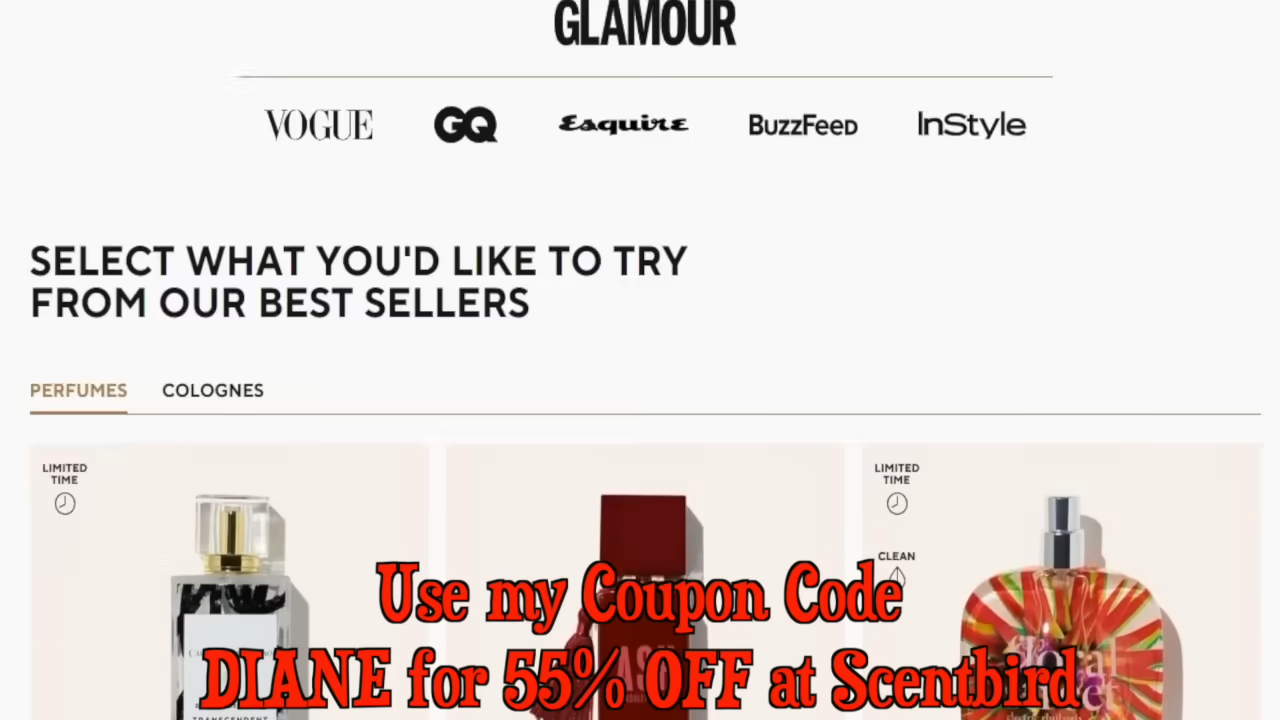 GLAMOUR
VOGUE GQ Esquire BuzzFeed InStyle
SELECT WHAT YOU'D LIKE TO TRY
FROM OUR BEST SELLERS
PERFUMES COLOGNES
LIMITED
TIME
LIMITED
TIME
CLEAN
Use my Coupon Code
DIANE for 55% OFF at Scentbird
TRANSCENDENT